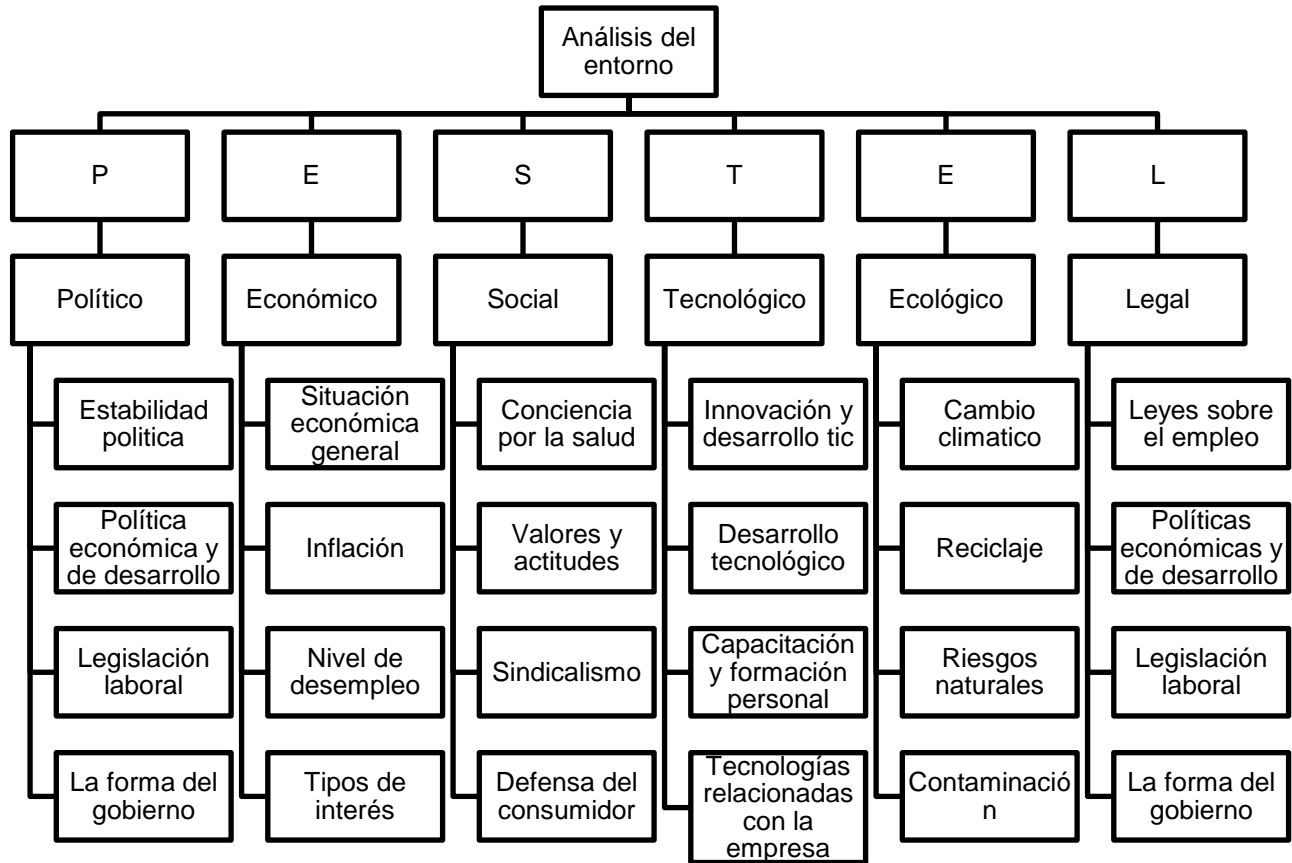 Análisis del
entorno
P
E
S
T
E
L
Político
Económico
Social
Tecnológico
Ecológico
Legal
Estabilidad
politica
Política
económica y
de desarrollo
Legislación
laboral
La forma del
gobierno
Situación
económica
general
Inflación
Nivel de
desempleo
Tipos de
interés
Conciencia
por la salud
Valores y
actitudes
Sindicalismo
Defensa del
consumidor
Innovación y
desarrollo tic
Desarrollo
tecnológico
Capacitación
y formación
personal
Tecnologías
relacionadas
con la
empresa
Cambio
climatico
Reciclaje
Riesgos
naturales
Contaminació
n
Leyes sobre
el empleo
Políticas
económicas y
de desarrollo
Legislación
laboral
La forma del
gobierno